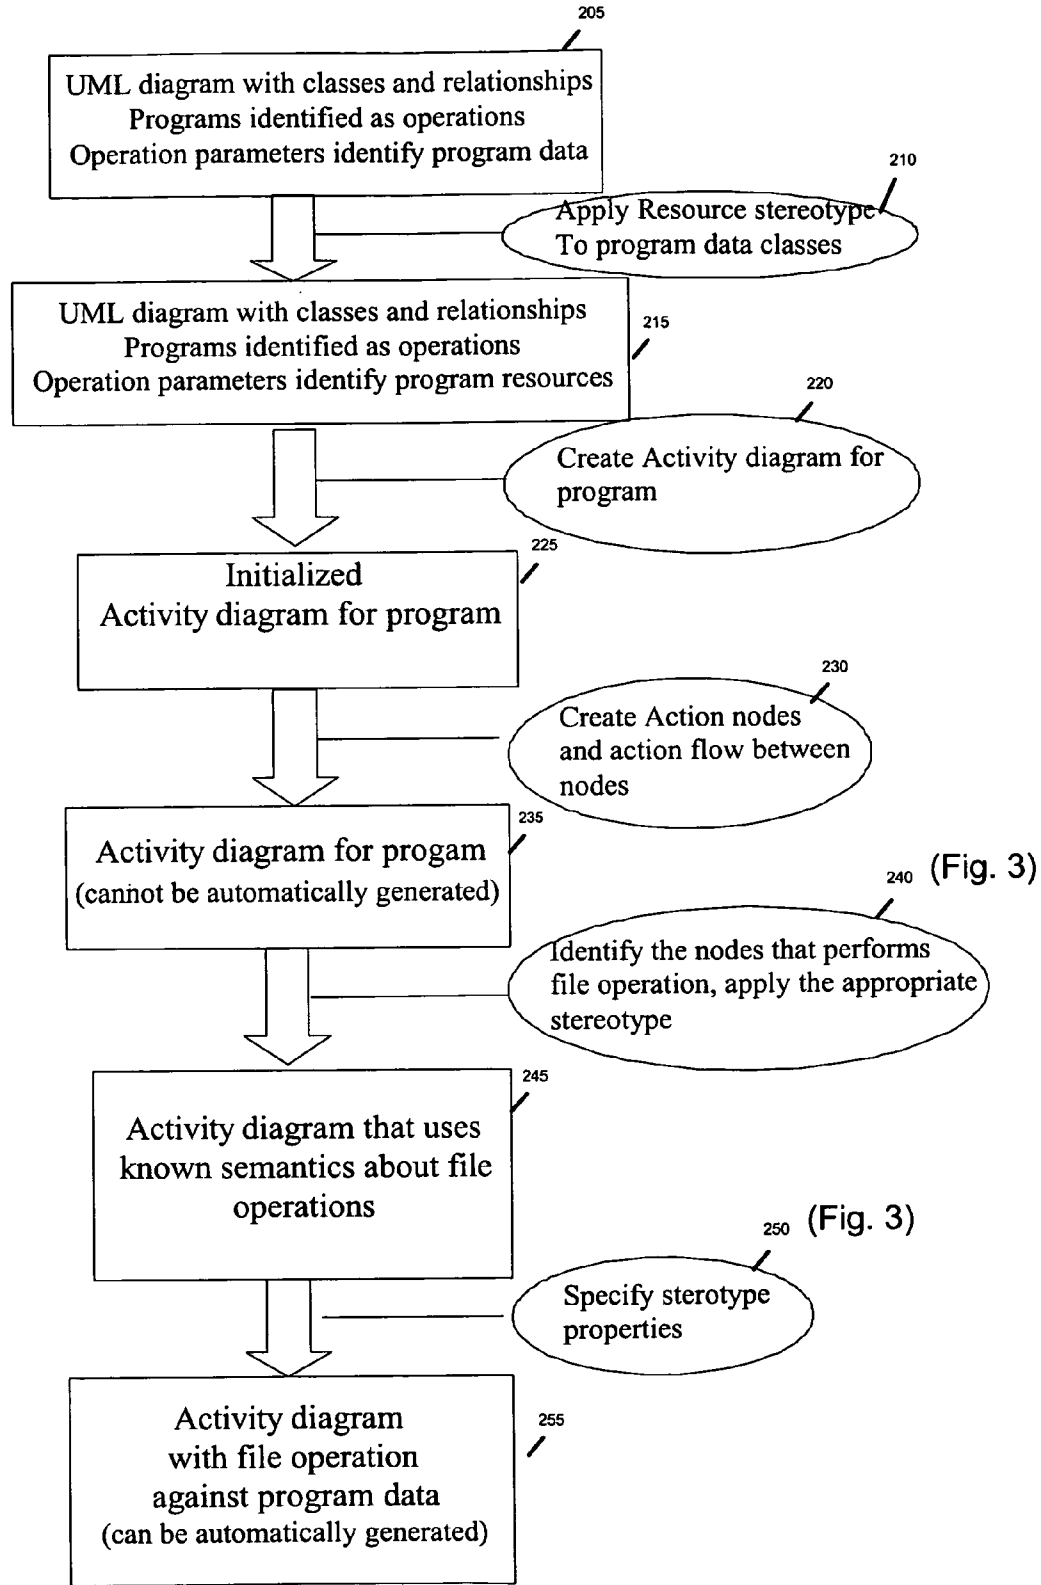 205
UML diagram with classes and relationships
Programs identified as operations
Operation parameters identify program data
210
Apply Resource stereotype
To program data classes
UML diagram with classes and relationships
Programs identified as operations
Operation parameters identify program resources
215
220
Create Activity diagram for
program
225
Initialized
Activity diagram for program
230
Create Action nodes
and action flow between
nodes
235
Activity diagram for progam
(cannot be automatically generated)
240 (Fig. 3)
Identify the nodes that performs
file operation, apply the appropriate
stereotype
245
Activity diagram that uses
known semantics about file
operations
250 (Fig. 3)
Specify sterotype
properties
255
Activity diagram
with file operation
against program data
(can be automatically generated)